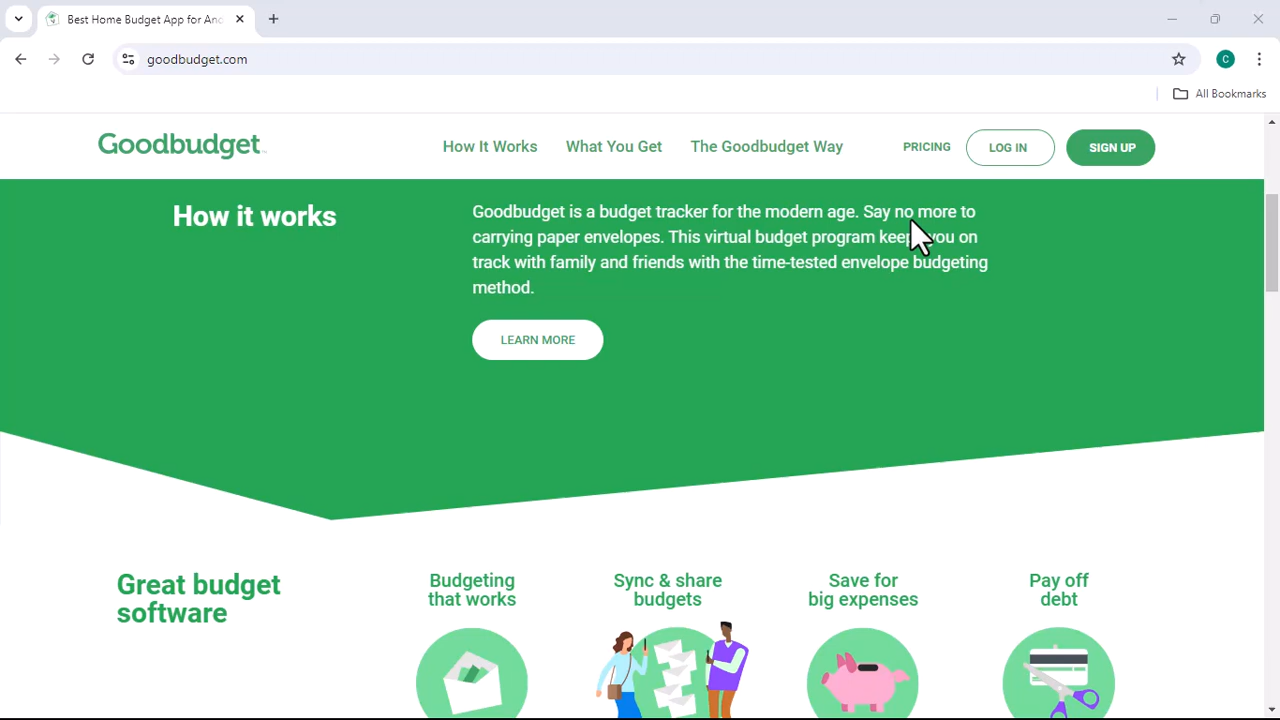 Best Home Budget App for And
goodbudget.com
C
All Bookmarks
Goodbudget
How It Works
What You Get
The Goodbudget Way
PRICING
LOG IN
SIGN UP
How it works
Goodbudget is a budget tracker for the modern age. Say no more to
carrying paper envelopes. This virtual budget program keeps you on
track with family and friends with the time-tested envelope budgeting
method.
LEARN MORE
Great budget
software
Budgeting
that works
Sync & share
budgets
Save for
big expenses
Pay off
debt